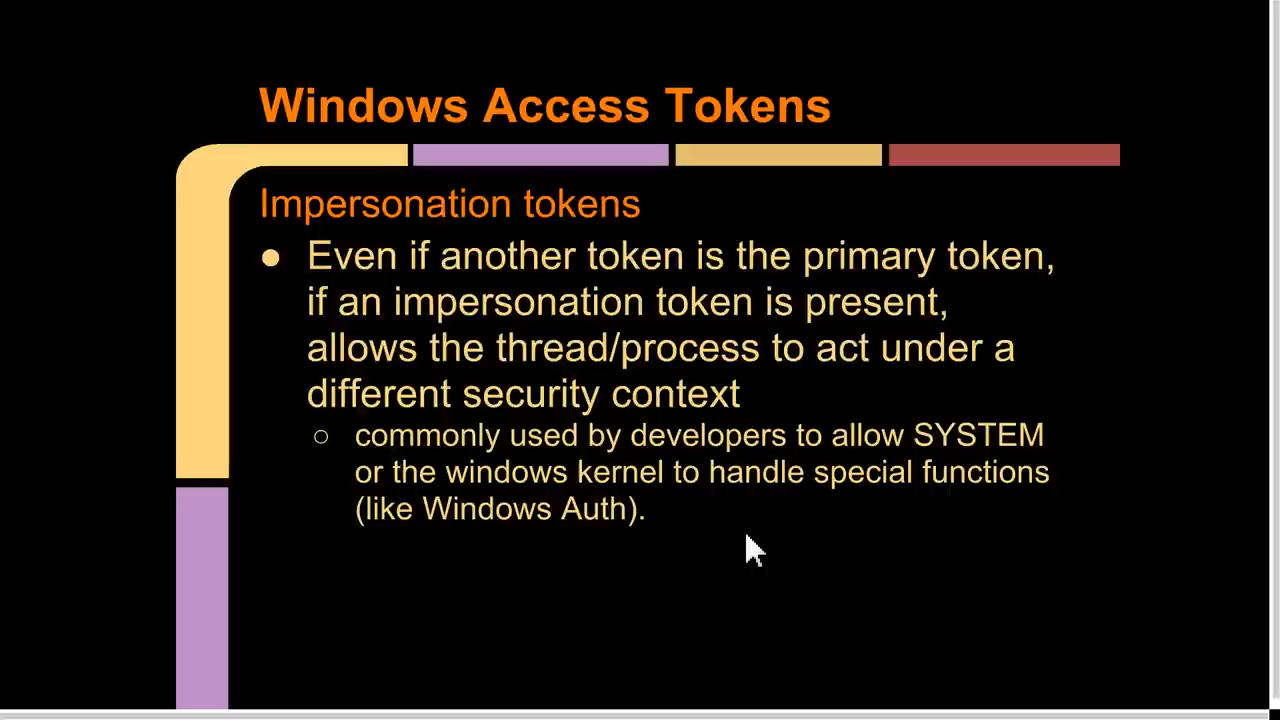 Windows Access Tokens
Impersonation tokens
● Even if another token is the primary token,
if an impersonation token is present,
allows the thread/process to act under a
different security context
○ commonly used by developers to allow SYSTEM
or the windows kernel to handle special functions
(like Windows Auth).